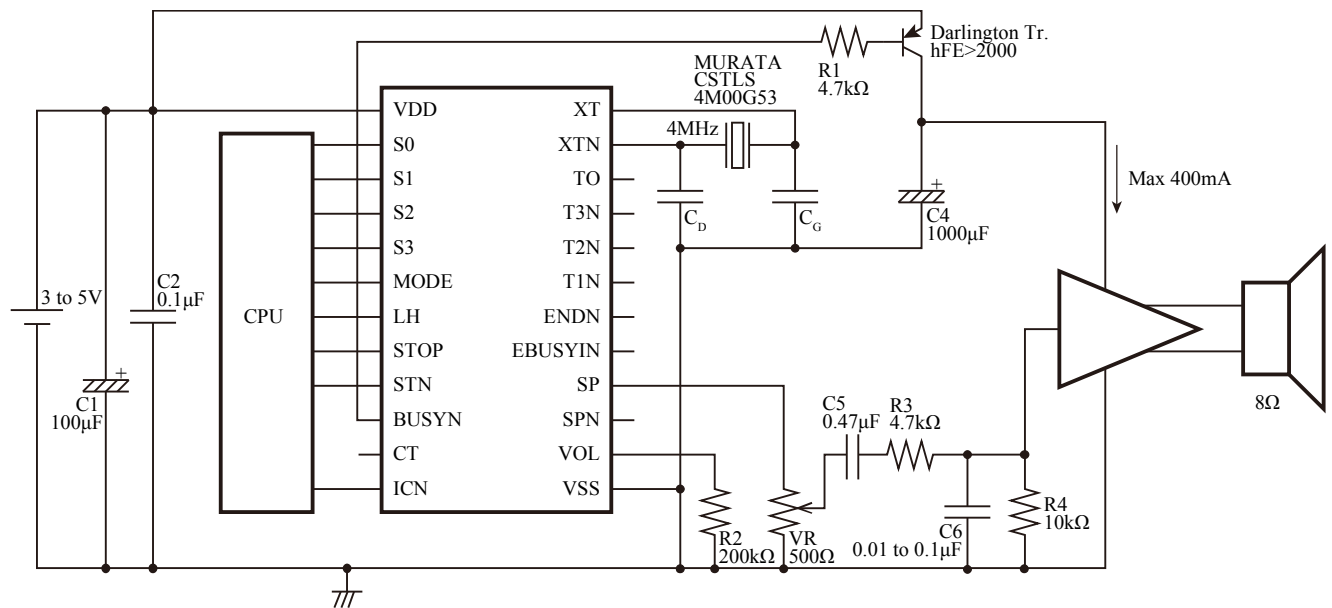 Darlington Tr.
hFE>2000
R1
4.7kΩ
MURATA
CSTLS
4M00G53
4MHz
VDD
XT
S0
XTN
S1
TO
S2
T3N
S3
T2N
MODE
T1N
LH
ENDN
STOP
EBUSYIN
STN
SP
BUSYN
SPN
CT
VOL
ICN
VSS
CPU
3 to 5V
C2
0.1μF
+
C1
100μF
CD
CG
+
C4
1000μF
Max 400mA
8Ω
C5
0.47μF
R3
4.7kΩ
R2
200kΩ
VR
500Ω
C6
0.01 to 0.1μF
R4
10kΩ